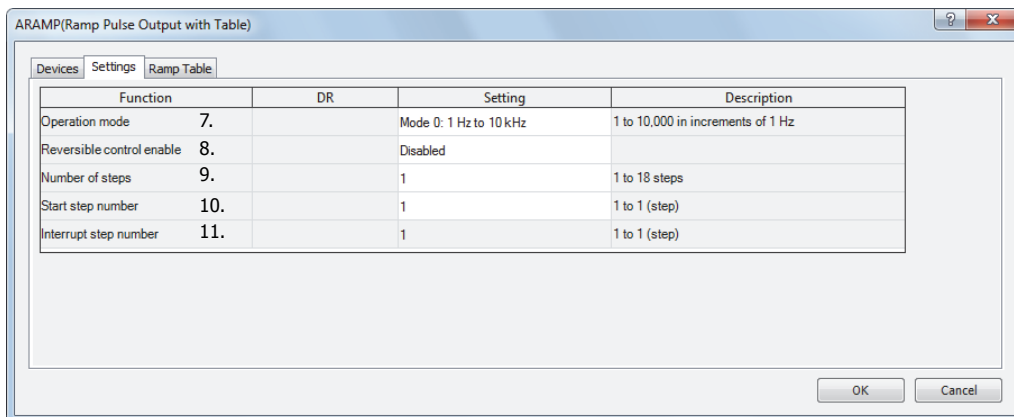 ARAMP(Ramp Pulse Output with Table)
Devices Settings Ramp Table
Function DR Setting Description
Operation mode 7. Mode 0: 1 Hz to 10 kHz 1 to 10,000 in increments of 1 Hz
Reversible control enable 8. Disabled
Number of steps 9. 1 1 to 18 steps
Start step number 10. 1 1 to 1 (step)
Interrupt step number 11. 1 1 to 1 (step)
OK Cancel